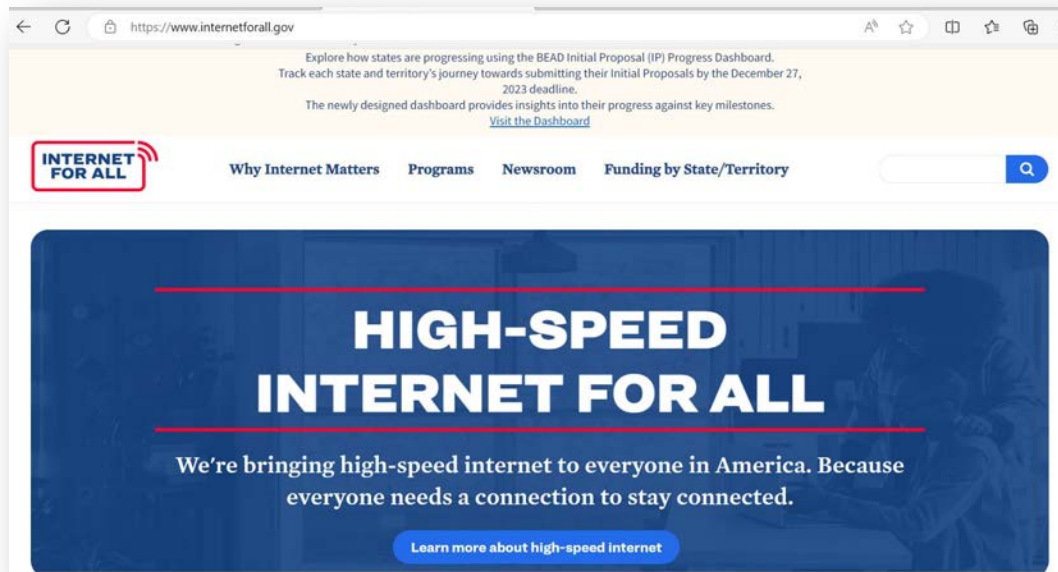 https://www.internetforall.gov
Explore how states are progressing using the BEAD Initial Proposal (IP) Progress Dashboard.
Track each state and territory's journey towards submitting their Initial Proposals by the December 27,
2023 deadline.
The newly designed dashboard provides insights into their progress against key milestones.
Visit the Dashboard
INTERNET
FOR ALL
Why Internet Matters Programs Newsroom Funding by State/Territory
HIGH-SPEED
INTERNET FOR ALL
We're bringing high-speed internet to everyone in America. Because
everyone needs a connection to stay connected.
Learn more about high-speed internet